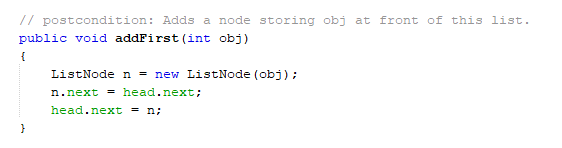 // postcondition: Adds a node storing obj at front of this list.
public void addFirst(int obj)
{
    ListNode n = new ListNode(obj);
    n.next = head.next;
    head.next = n;
}